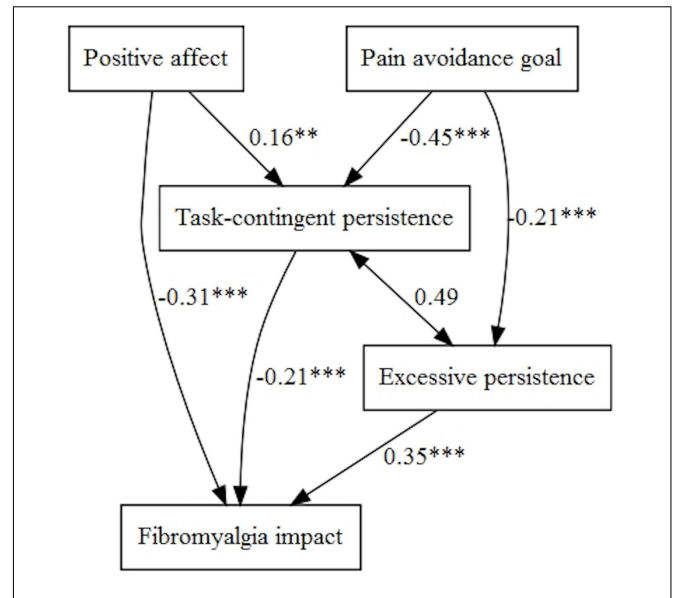 Positive affect
Pain avoidance goal
0.16**
-0.45***
Task-contingent persistence
-0.21***
-0.31***
0.49
-0.21***
Excessive persistence
0.35***
Fibromyalgia impact